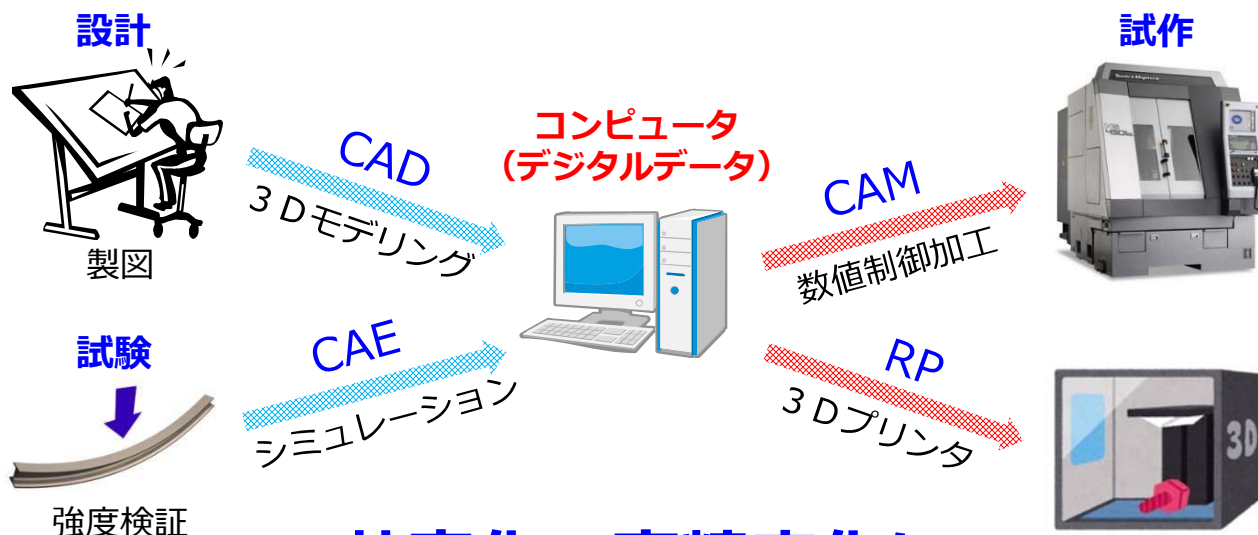 設計
試作
コンピュータ
（デジタルデータ）
CAD
３Ｄモデリング
CAM
数値制御加工
製図
試験
CAE
シミュレーション
RP
３Ｄプリンタ
3D
強度検証